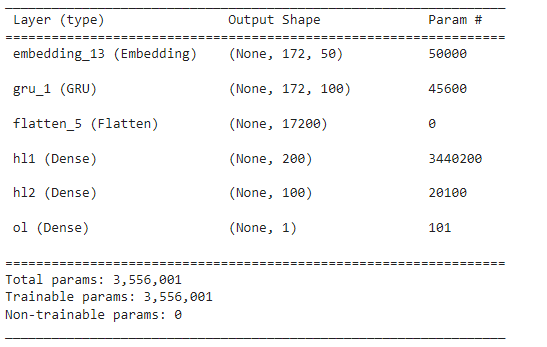 Layer (type) Output Shape Param #
embedding_13 (Embedding) (None, 172, 50) 50000
gru_1 (GRU) (None, 172, 100) 45600
flatten_5 (Flatten) (None, 17200) 0
hl1 (Dense) (None, 200) 3440200
hl2 (Dense) (None, 100) 20100
ol (Dense) (None, 1) 101
Total params: 3,556,001
Trainable params: 3,556,001
Non-trainable params: 0